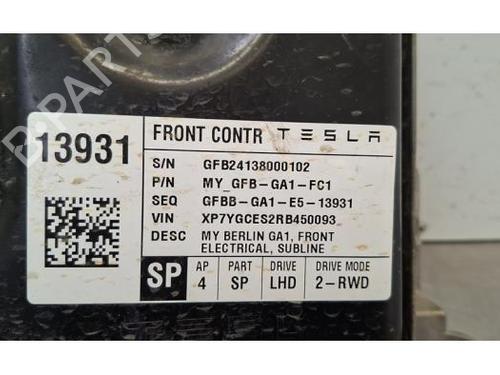 B-PARTS
13931
FRONT CONTR TESLA
S/N GFB24138000102
P/N MY_GFB-GA1-FC1
SEQ GFBB-GA1-E5-13931
VIN XP7YGCES2RB450093
DESC MY BERLIN GA1, FRONT
ELECTRICAL, SUBLINE
SP AP PART DRIVE DRIVE MODE
4 SP LHD 2-RWD